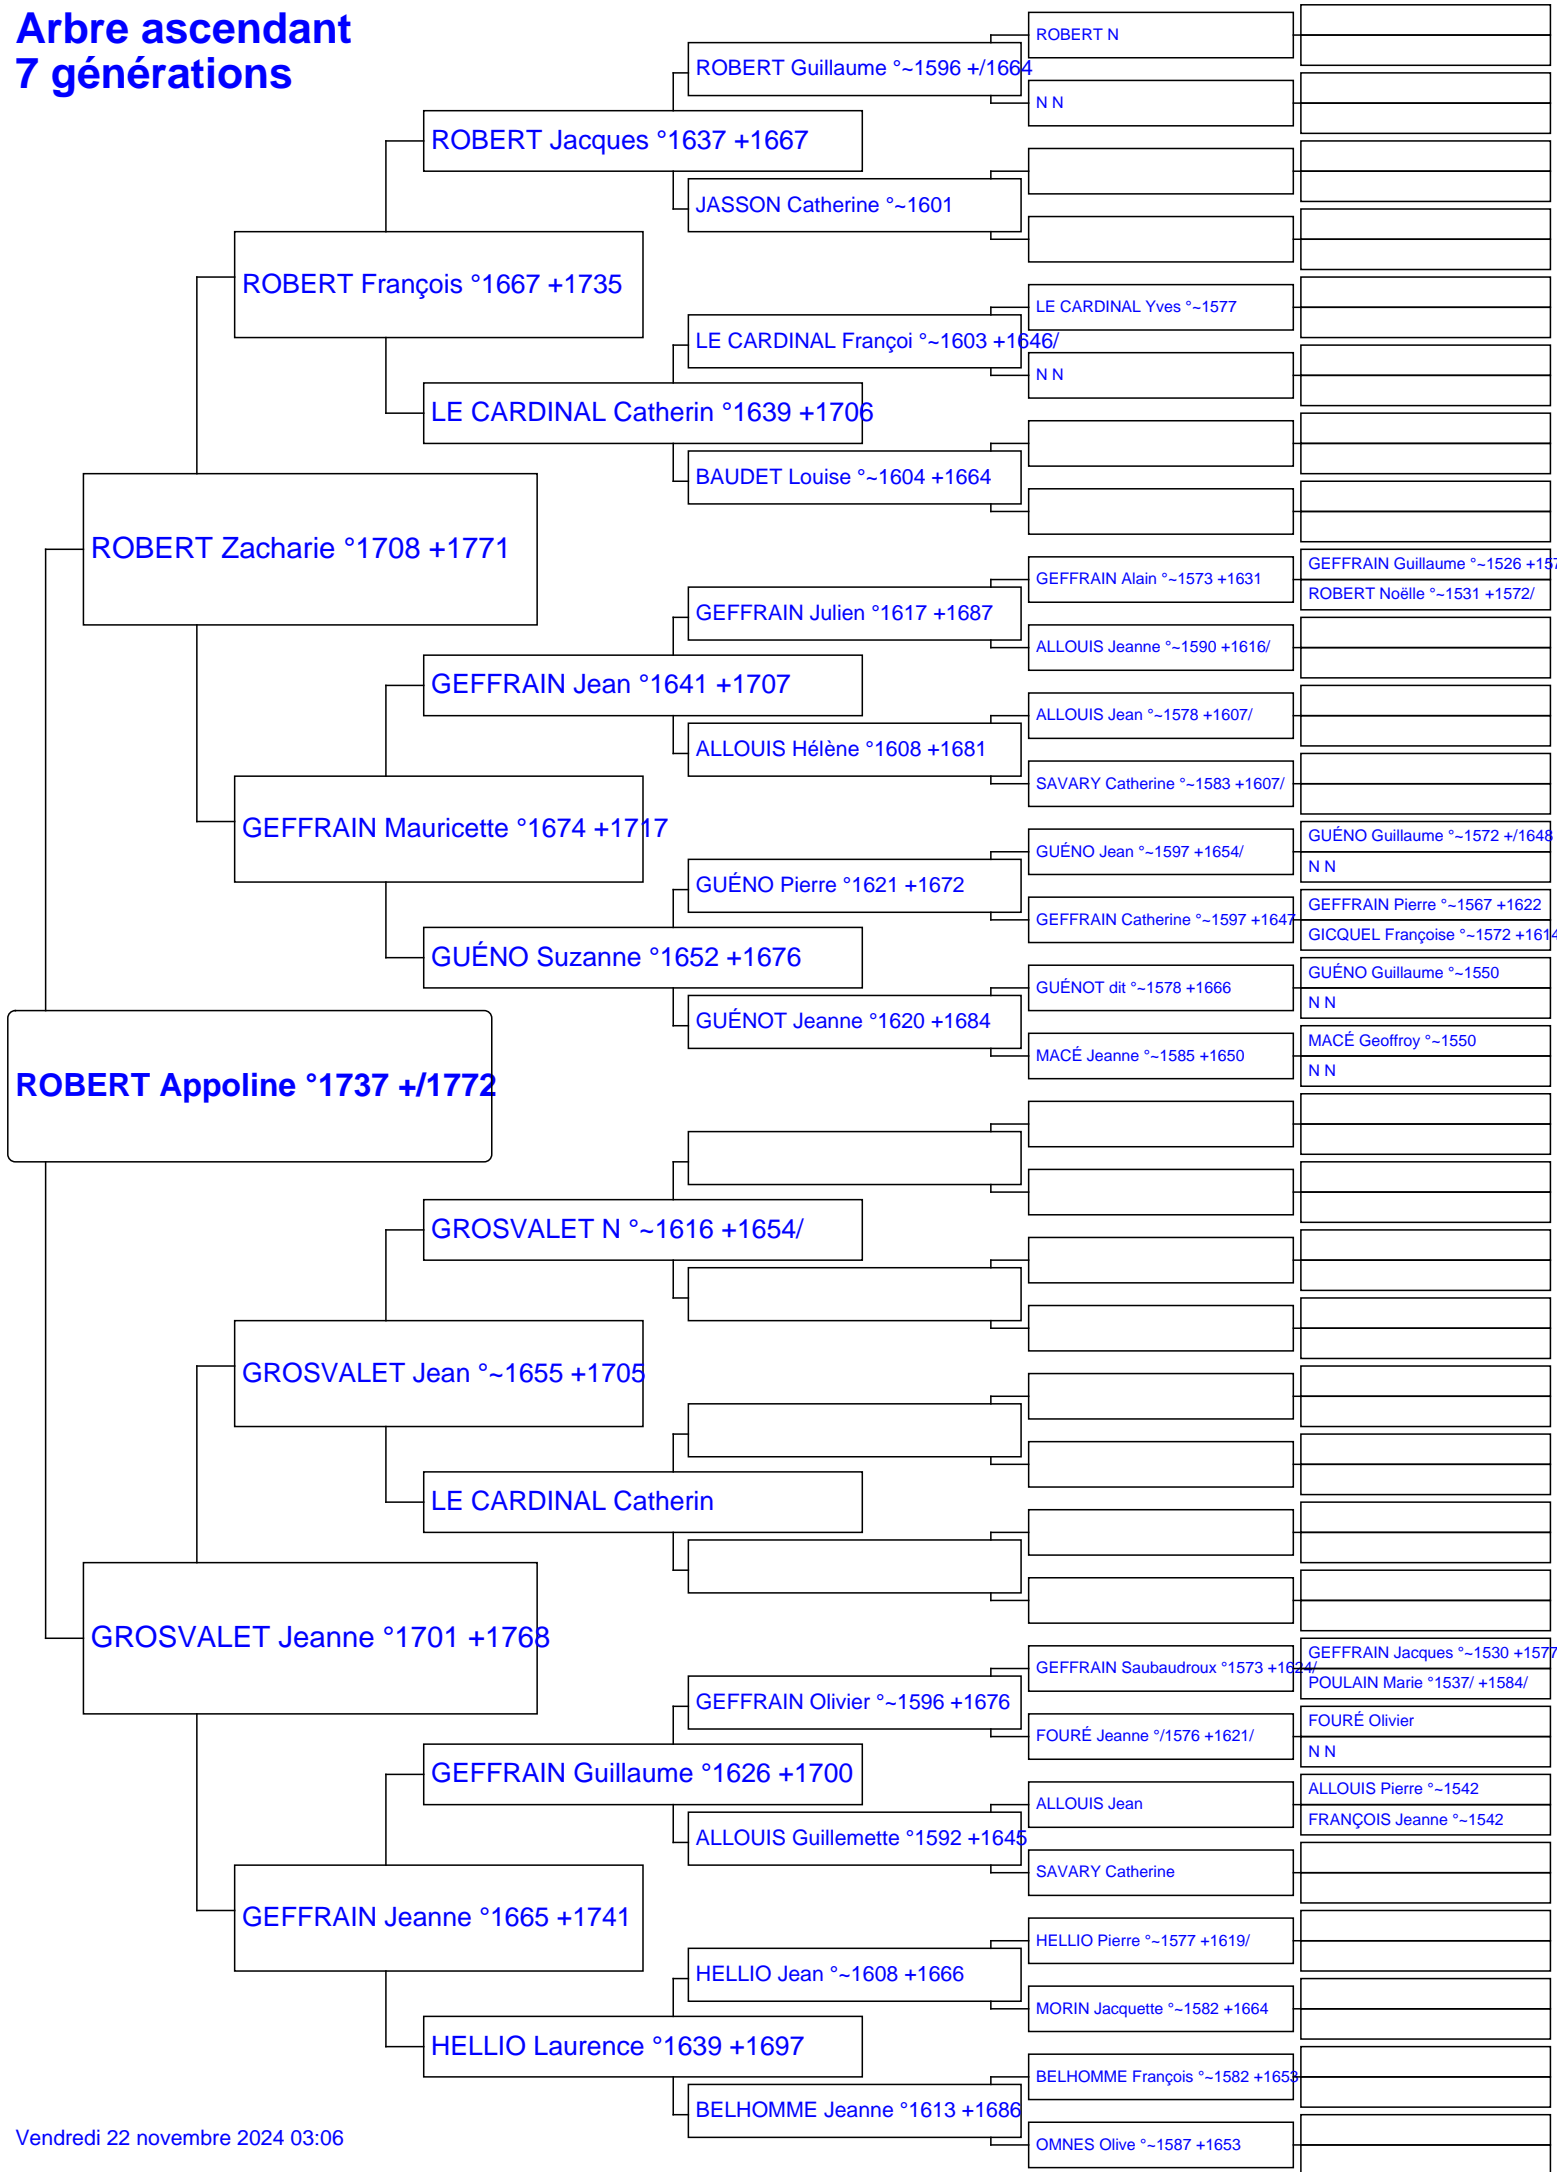 Arbre ascendant
7 générations
ROBERT Appoline °1737 +/1772
ROBERT Zacharie °1708 +1771
GROSVALET Jeanne °1701 +1768
ROBERT François °1667 +1735
GEFFRAIN Mauricette °1674 +1717
GROSVALET Jean °~1655 +1705
GEFFRAIN Jeanne °1665 +1741
ROBERT Jacques °1637 +1667
LE CARDINAL Catherin °1639 +1706
GEFFRAIN Jean °1641 +1707
GUÉNO Suzanne °1652 +1676
GROSVALET N °~1616 +1654/
LE CARDINAL Catherin
GEFFRAIN Guillaume °1626 +1700
HELLIO Laurence °1639 +1697
ROBERT Guillaume °~1596 +/1664
JASSON Catherine °~1601
LE CARDINAL Françoi °~1603 +1646/
BAUDET Louise °~1604 +1664
GEFFRAIN Julien °1617 +1687
ALLOUIS Hélène °1608 +1681
GUÉNO Pierre °1621 +1672
GUÉNOT Jeanne °1620 +1684
GEFFRAIN Olivier °~1596 +1676
ALLOUIS Guillemette °1592 +1645
HELLIO Jean °~1608 +1666
BELHOMME Jeanne °1613 +1686
ROBERT N
N N
LE CARDINAL Yves °~1577
N N
GEFFRAIN Alain °~1573 +1631
ALLOUIS Jeanne °~1590 +1616/
ALLOUIS Jean °~1578 +1607/
SAVARY Catherine °~1583 +1607/
GUÉNO Jean °~1597 +1654/
GEFFRAIN Catherine °~1597 +1647
GUÉNOT dit °~1578 +1666
MACÉ Jeanne °~1585 +1650
GEFFRAIN Saubaudroux °1573 +1624/
FOURÉ Jeanne °/1576 +1621/
ALLOUIS Jean
SAVARY Catherine
HELLIO Pierre °~1577 +1619/
MORIN Jacquette °~1582 +1664
BELHOMME François °~1582 +1653
OMNES Olive °~1587 +1653
GEFFRAIN Guillaume °~1526 +157
ROBERT Noëlle °~1531 +1572/
GUÉNO Guillaume °~1572 +/1648
N N
GEFFRAIN Pierre °~1567 +1622
GICQUEL Françoise °~1572 +1614
GUÉNO Guillaume °~1550
N N
MACÉ Geoffroy °~1550
N N
GEFFRAIN Jacques °~1530 +1577
POULAIN Marie °1537/ +1584/
FOURÉ Olivier
N N
ALLOUIS Pierre °~1542
FRANÇOIS Jeanne °~1542
Vendredi 22 novembre 2024 03:06